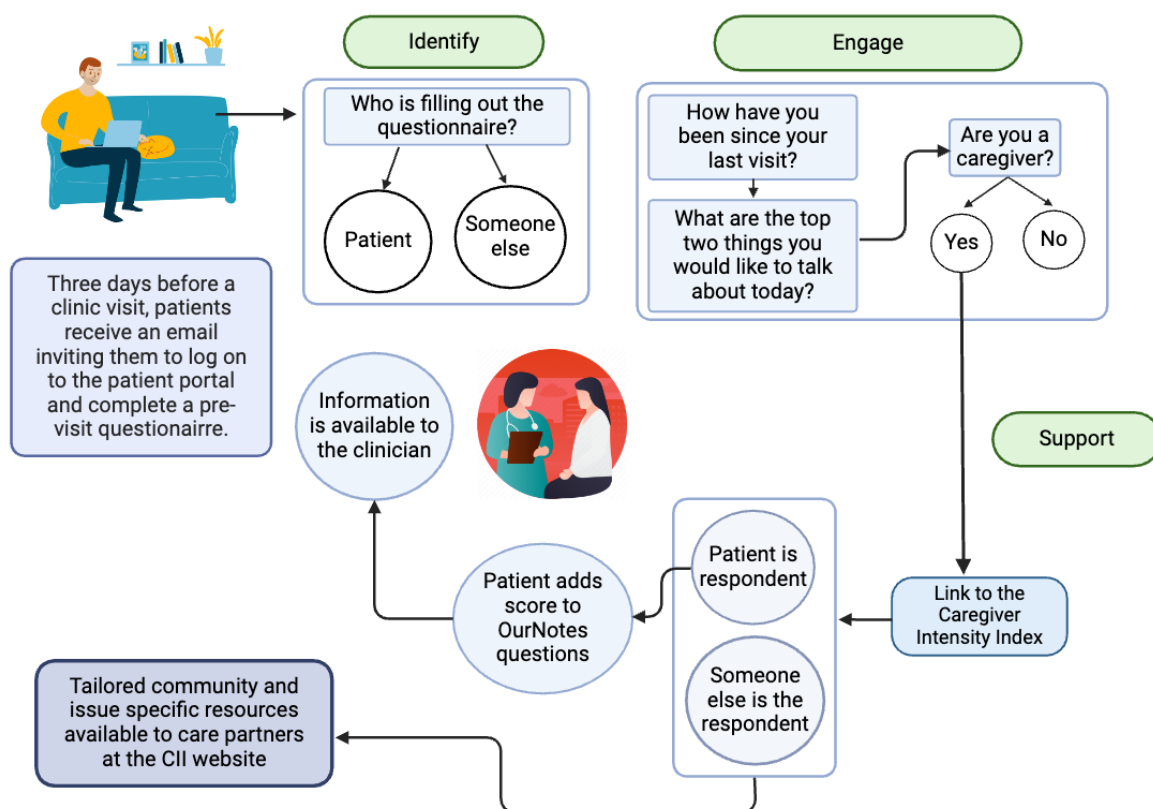 Identify
Engage
Who is filling out the
questionnaire?
Patient
Someone
else
How have you
been since your
last visit?
What are the top
two things you
would like to talk
about today?
Are you a
caregiver?
Yes
No
Three days before a
clinic visit, patients
receive an email
inviting them to log on
to the patient portal
and complete a pre-
visit questionairre.
Support
Information
is available to
the clinician
Patient is
respondent
Patient adds
score to
OurNotes
questions
Link to the
Caregiver
Intensity Index
Someone
else is the
respondent
Tailored community and
issue specific resources
available to care partners
at the CII website